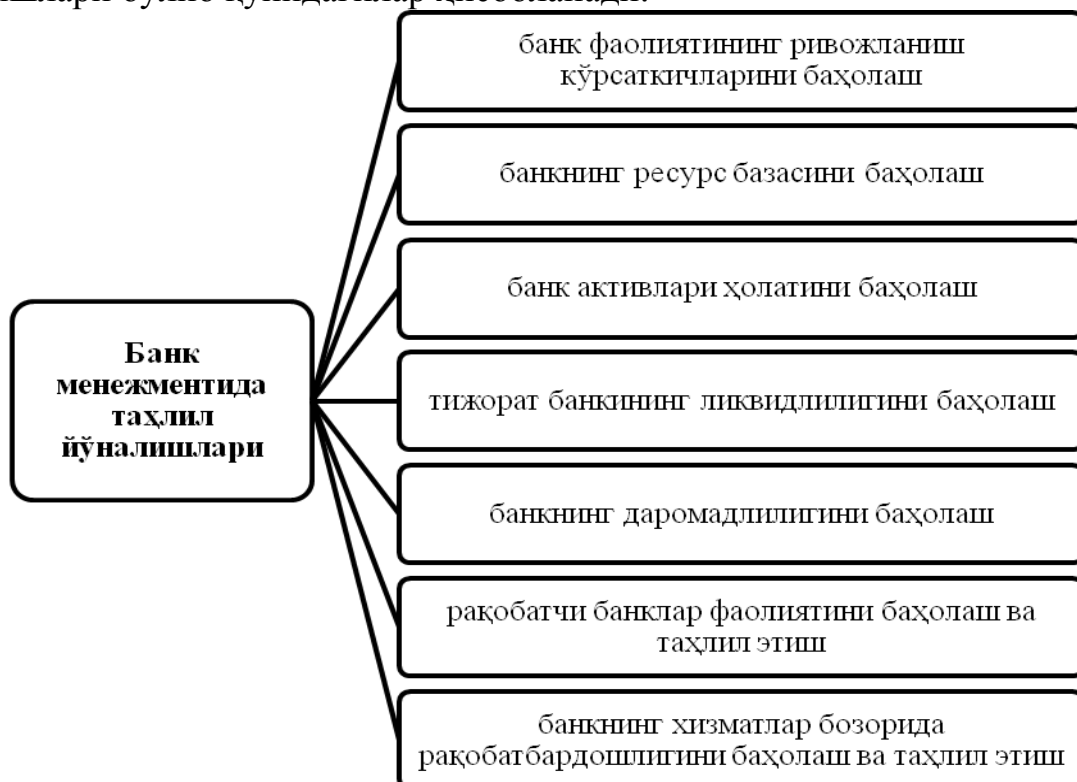 банк фаолиятининг ривожланиш
кўрсаткичларини баҳолаш
банкнинг ресурс базасини баҳолаш
банк активлари ҳолатини баҳолаш
Банк
менежментида
таҳлил
йўналишлари
тижорат банкининг ликвидлилигини баҳолаш
банкнинг даромадлилигини баҳолаш
рақобатчи банклар фаолиятини баҳолаш ва
таҳлил этиш
банкнинг хизматлар бозорида
рақобатбардошлигини баҳолаш ва таҳлил этиш